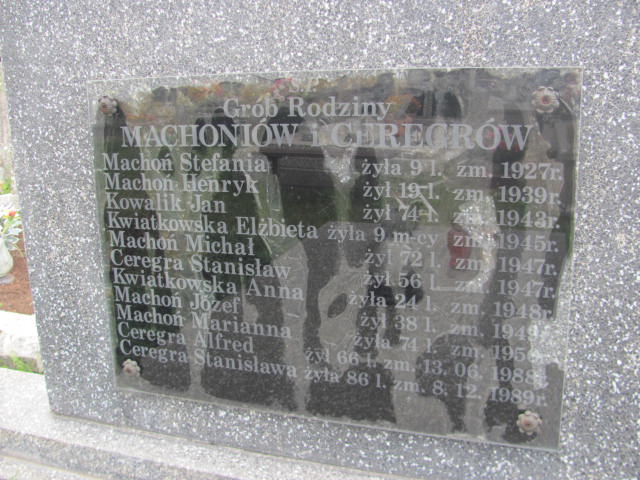 Ś.P.
Grób Rodziny
MACHONIÓW i CEREGRÓW
Machoń Stefania żyła 9 l. zm. 1927r.
Machoń Henryk żył 19 l. zm. 1939r.
Kowalik Jan żył 74 l. zm. 1943r.
Kwiatkowska Elżbieta żyła 9 m-cy zm. 1945r.
Machoń Michał żył 72 l. zm. 1947r.
Ceregra Stanisław żył 56 l. zm. 1947r.
Kwiatkowska Anna żyła 24 l. zm. 1948r.
Machoń Józef żył 38 l. zm. 1949r.
Machoń Marianna żyła 74 l. zm.
Ceregra Alfred żył 66 l. zm. 13. 06. 1988r.
Ceregra Stanisława żyła 86 l. zm. 8. 12. 1989r.